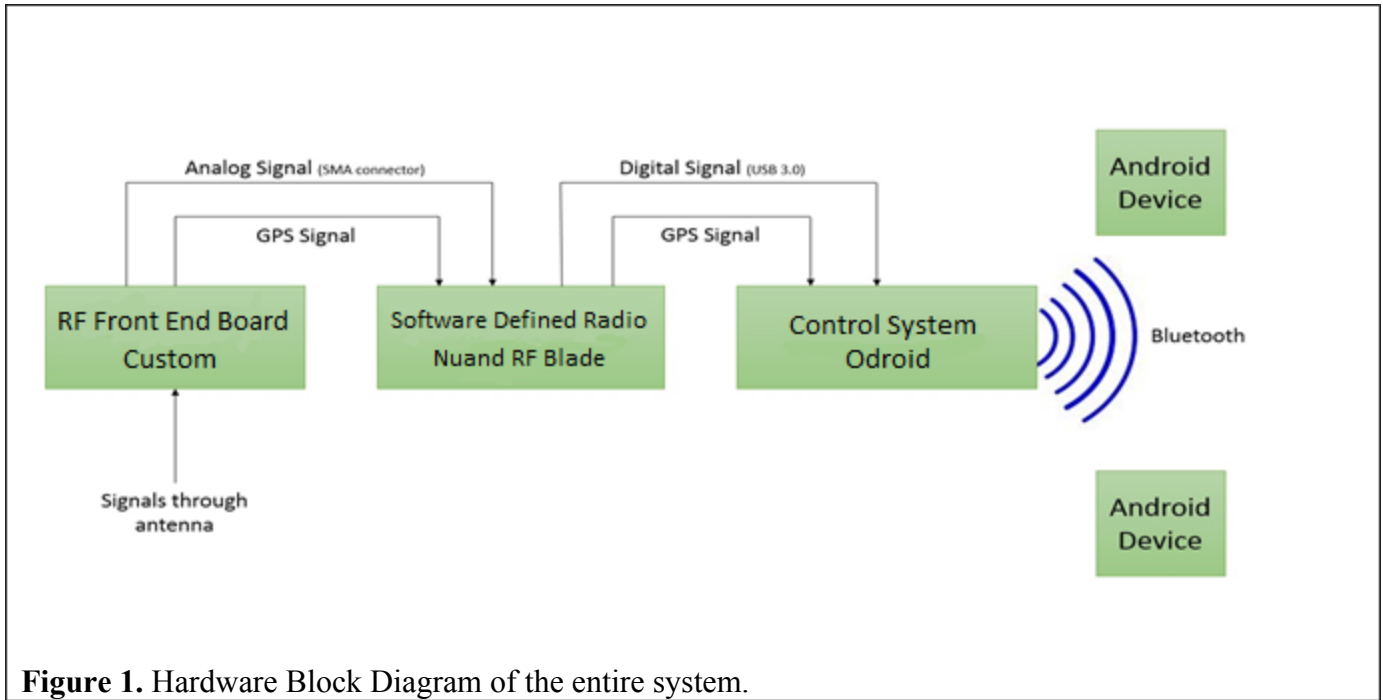 Analog Signal (SMA connector)
GPS Signal
Digital Signal (USB 3.0)
GPS Signal
RF Front End Board
Custom
Software Defined Radio
Nuand RF Blade
Control System
Odroid
Android
Device
Bluetooth
Android
Device
Signals through
antenna
Figure 1. Hardware Block Diagram of the entire system.